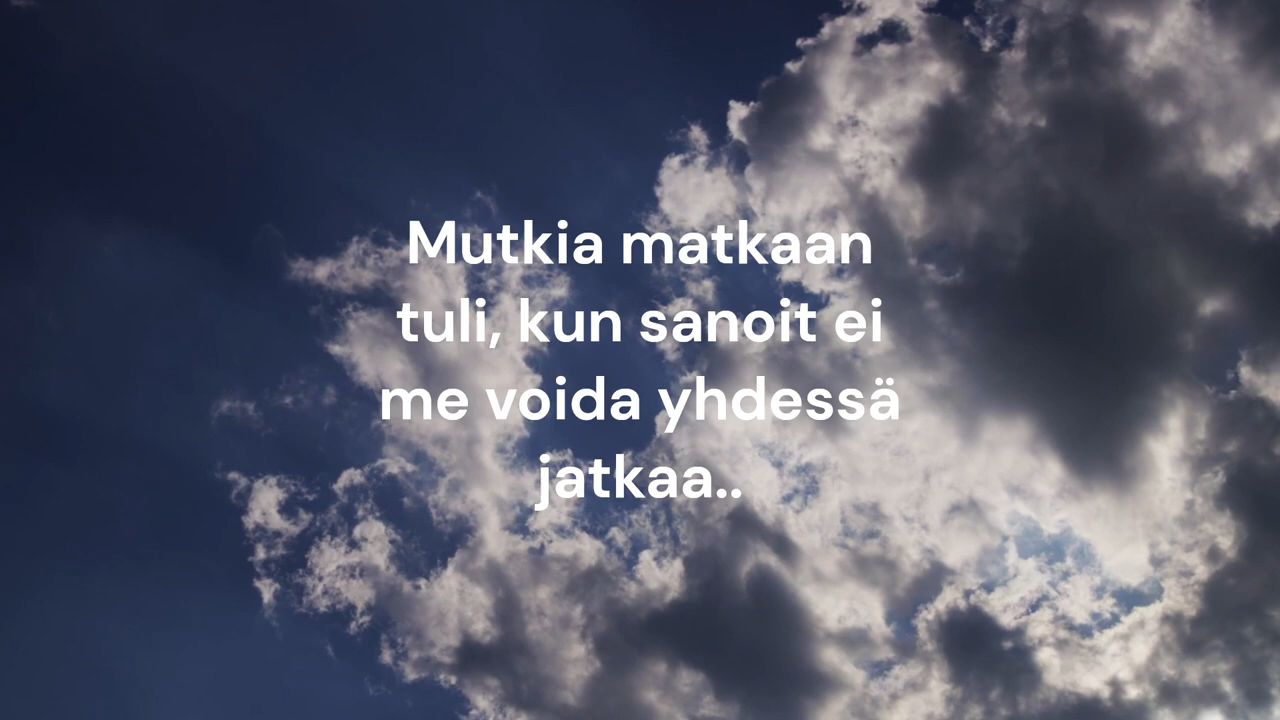 Mutkia matkaan
tuli, kun sanoit ei
me voida yhdessä
jatkaa..